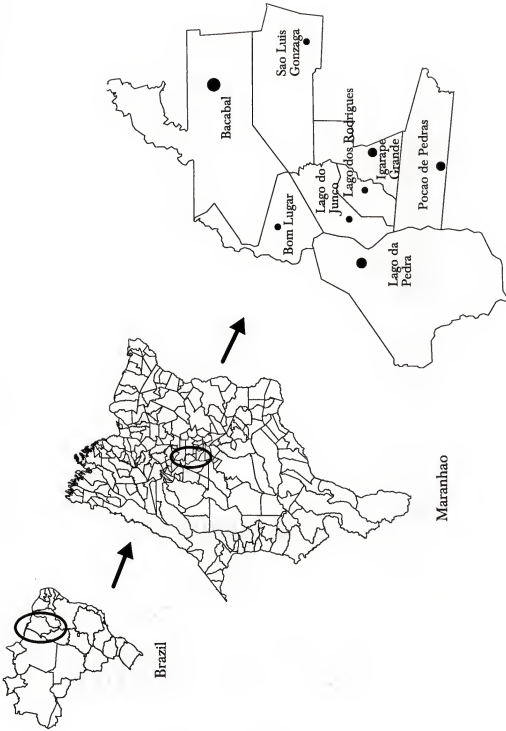 Brazil
Maranhao
Bacabal
Sao Luis
Gonzaga
Bom Lugar
Lago do
Junco
Lago dos Rodrigues
Igarape
Grande
Lago da
Pedra
Pocao de Pedras